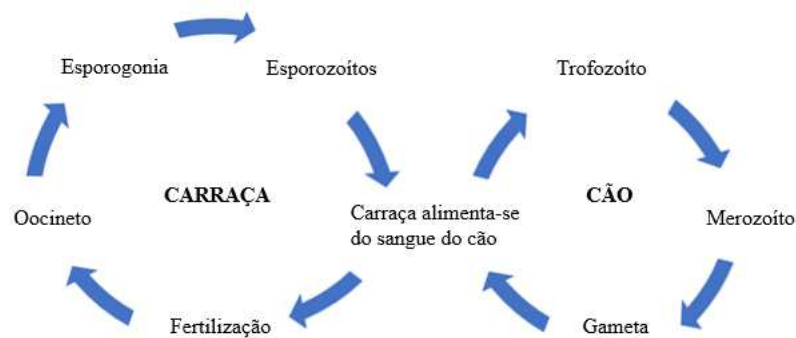 Esporogonia
Esporozoítos
Trofozoíto
CARRAÇA
CÃO
Oocineto
Carraça alimenta-se
do sangue do cão
Merozoíto
Fertilização
Gameta